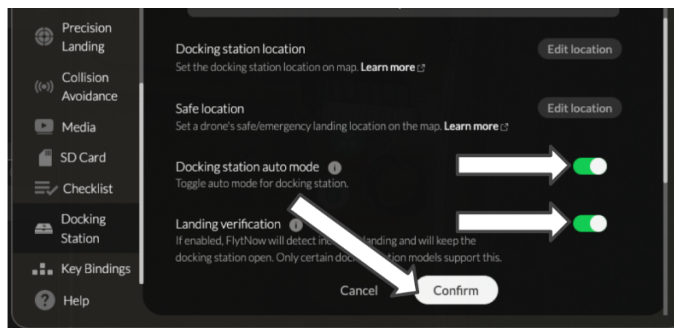 Precision
Landing
Collision
Avoidance
Media
SD Card
Checklist
Docking
Station
Key Bindings
Help
Docking station location
Edit location
Set the docking station location on map. Learn more
Safe location
Edit location
Set a drone's safe/emergency landing location on the map. Learn more
Docking station auto mode
Toggle auto mode for docking station.
Landing verification
If enabled, FlytNow will detect landing and will keep the
docking station open. Only certain models support this.
Cancel
Confirm